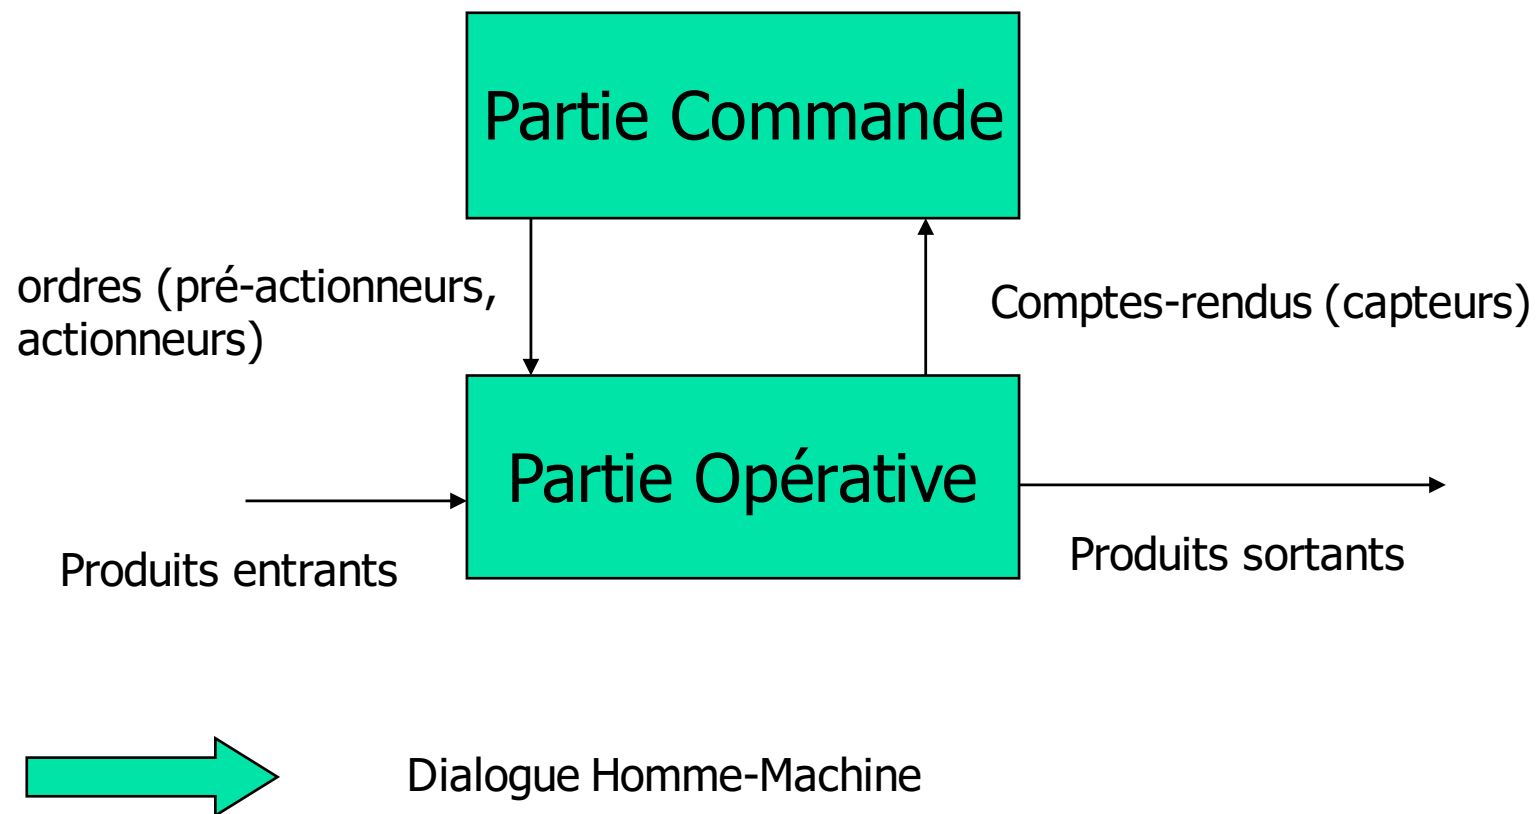 Partie Commande
ordres (pré-actionneurs,
actionneurs)
Comptes-rendus (capteurs)
Partie Opérative
Produits entrants
Produits sortants
Dialogue Homme-Machine